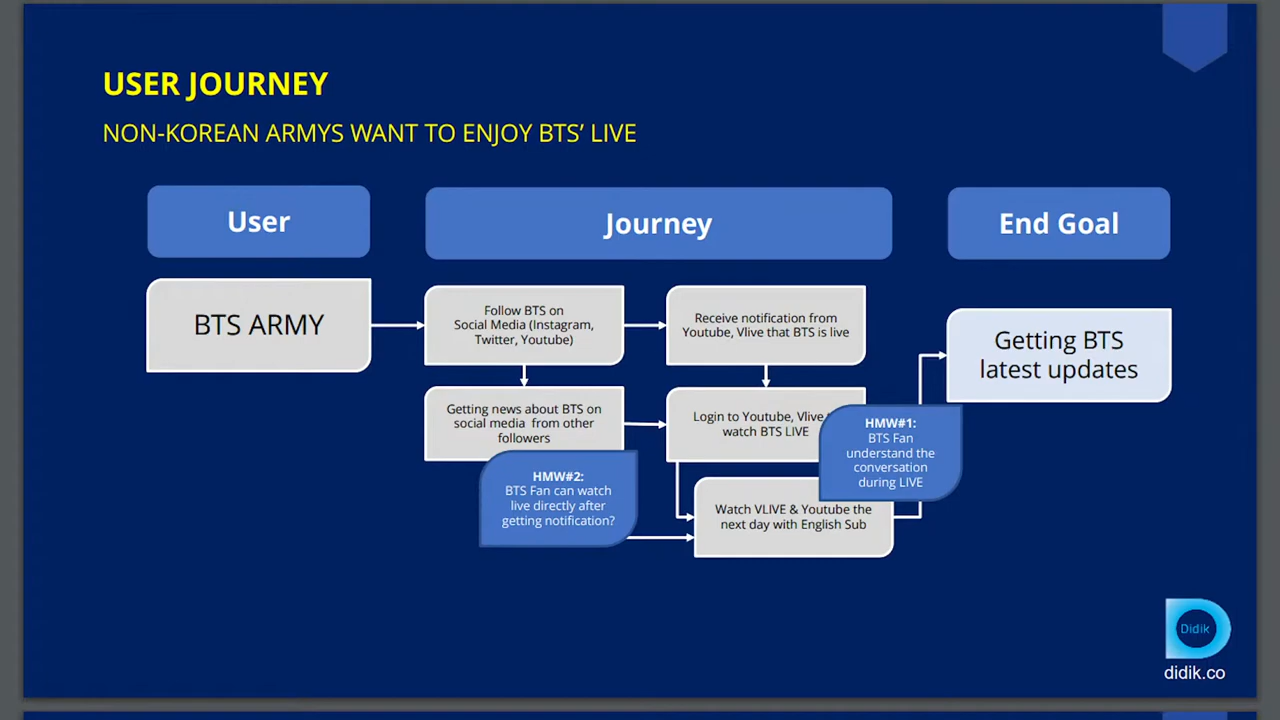 USER JOURNEY
NON-KOREAN ARMYS WANT TO ENJOY BTS’ LIVE
User
Journey
End Goal
BTS ARMY
Follow BTS on
Social Media (Instagram,
Twitter, Youtube)
Receive notification from
Youtube, Vlive that BTS is live
Getting BTS
latest updates
Getting news about BTS on
social media from other
followers
Login to Youtube, Vlive
watch BTS LIVE
HMW#1:
BTS Fan
understand the
conversation
during LIVE
HMW#2:
BTS Fan can watch
live directly after
getting notification?
Watch VLIVE & Youtube the
next day with English Sub
Didik
didik.co